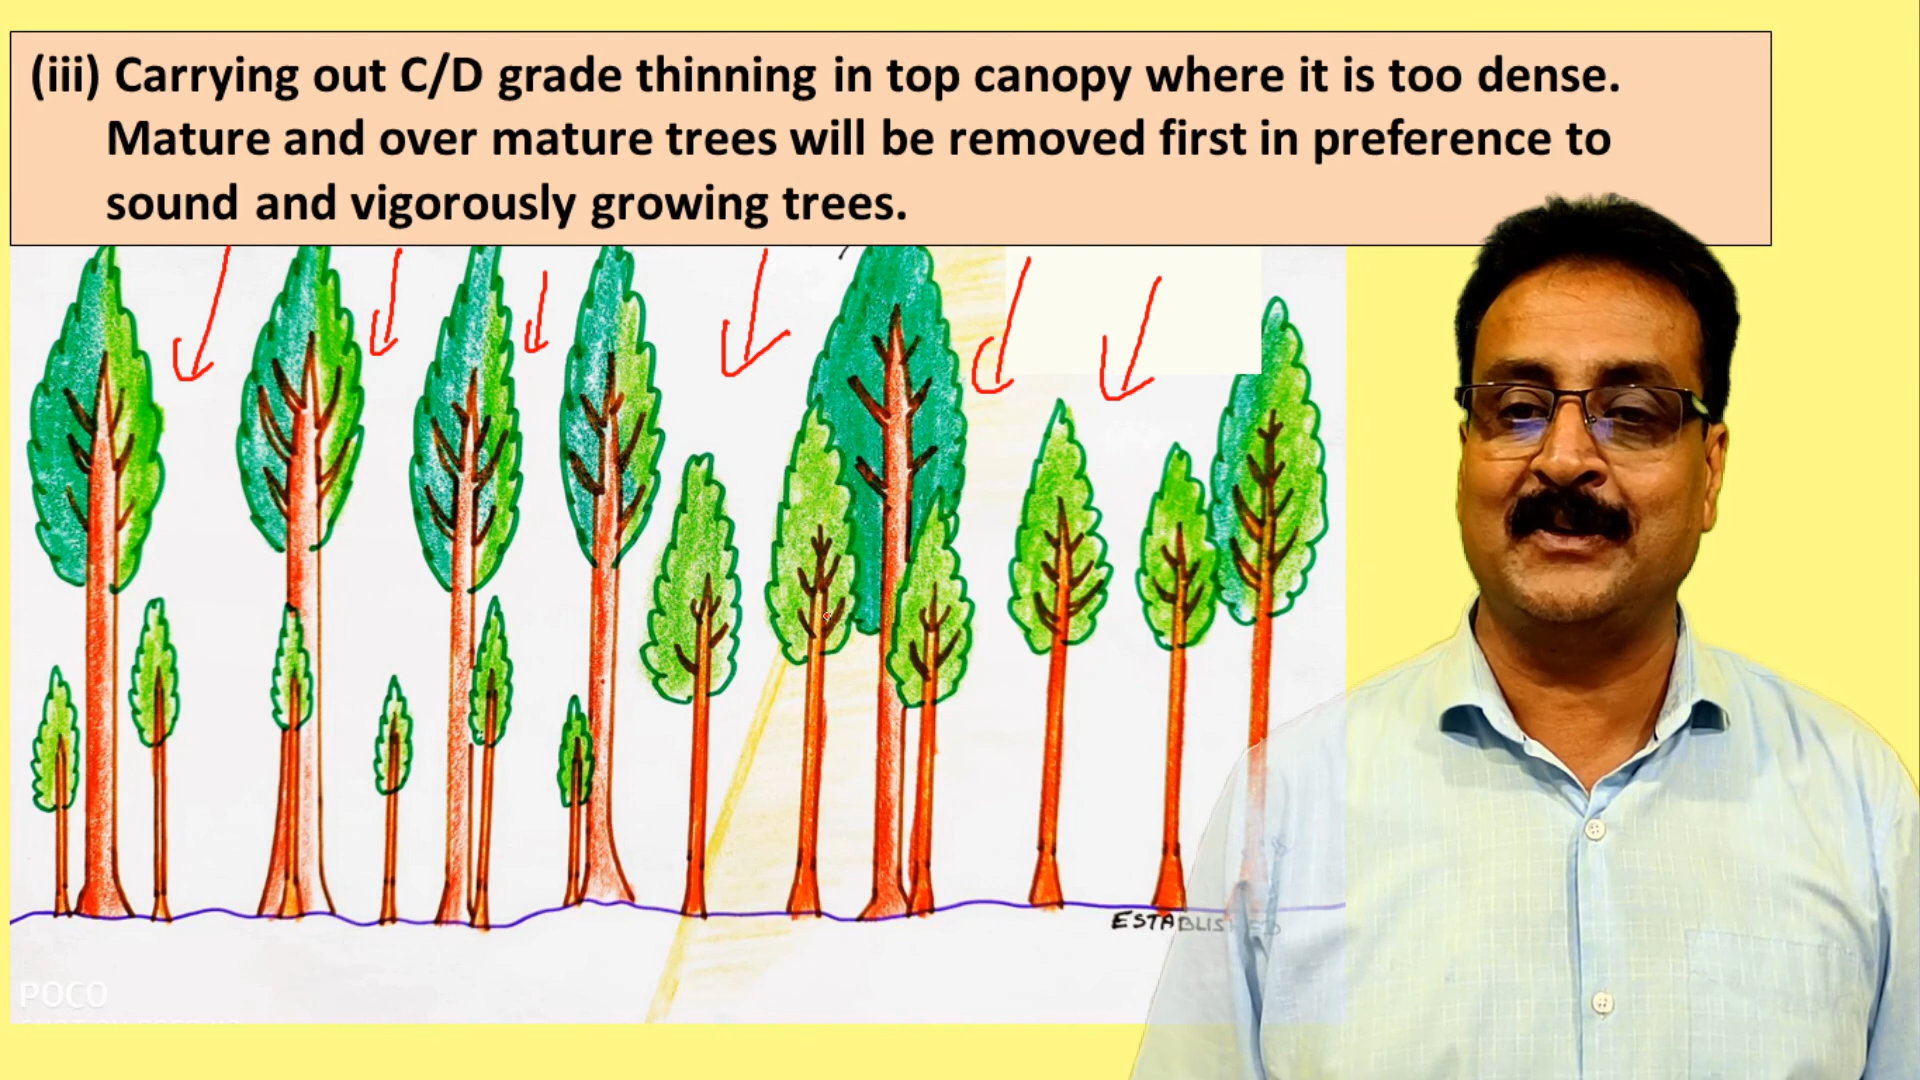 (iii) Carrying out C/D grade thinning in top canopy where it is too dense.
Mature and over mature trees will be removed first in preference to
sound and vigorously growing trees.
ESTABLISHED
POCO